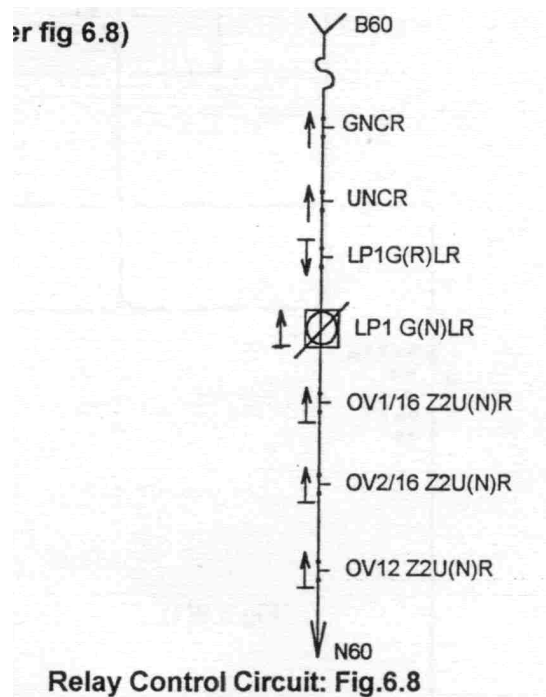 er fig 6.8)
B60
GNCR
UNCR
LP1G(R)LR
LP1 G(N)LR
OV1/16 Z2U(N)R
OV2/16 Z2U(N)R
OV12 Z2U(N)R
N60
Relay Control Circuit: Fig.6.8